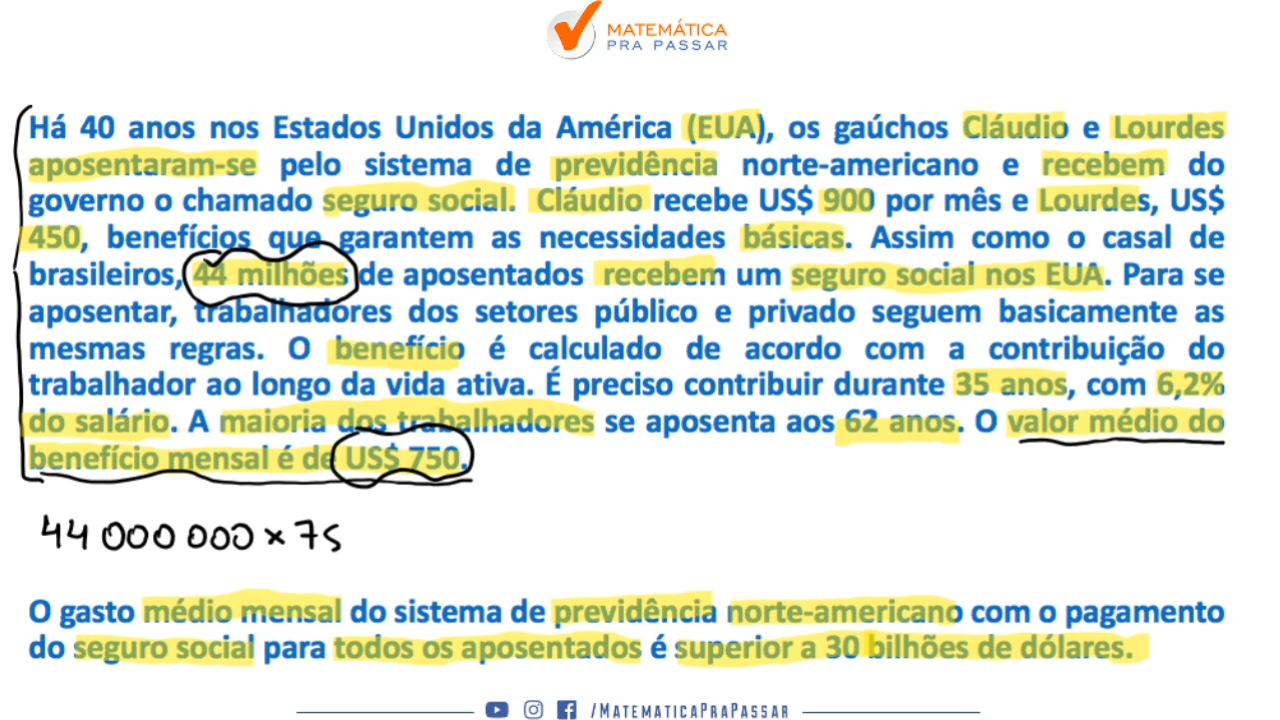 MATEMÁTICA
PRA PASSAR
Há 40 anos nos Estados Unidos da América (EUA), os gaúchos Cláudio e Lourdes
aposentaram-se pelo sistema de previdência norte-americano e recebem do
governo o chamado seguro social. Cláudio recebe US$ 900 por mês e Lourdes, US$
450, benefícios que garantem as necessidades básicas. Assim como o casal de
brasileiros, 44 milhões de aposentados recebem um seguro social nos EUA. Para se
aposentar, trabalhadores dos setores público e privado seguem basicamente as
mesmas regras. O benefício é calculado de acordo com a contribuição do
trabalhador ao longo da vida ativa. É preciso contribuir durante 35 anos, com 6,2%
do salário. A maioria dos trabalhadores se aposenta aos 62 anos. O valor médio do
benefício mensal é de US$ 750.
44 000 000 × 75
O gasto médio mensal do sistema de previdência norte-americano com o pagamento
do seguro social para todos os aposentados é superior a 30 bilhões de dólares.
/MatematicaPraPassar